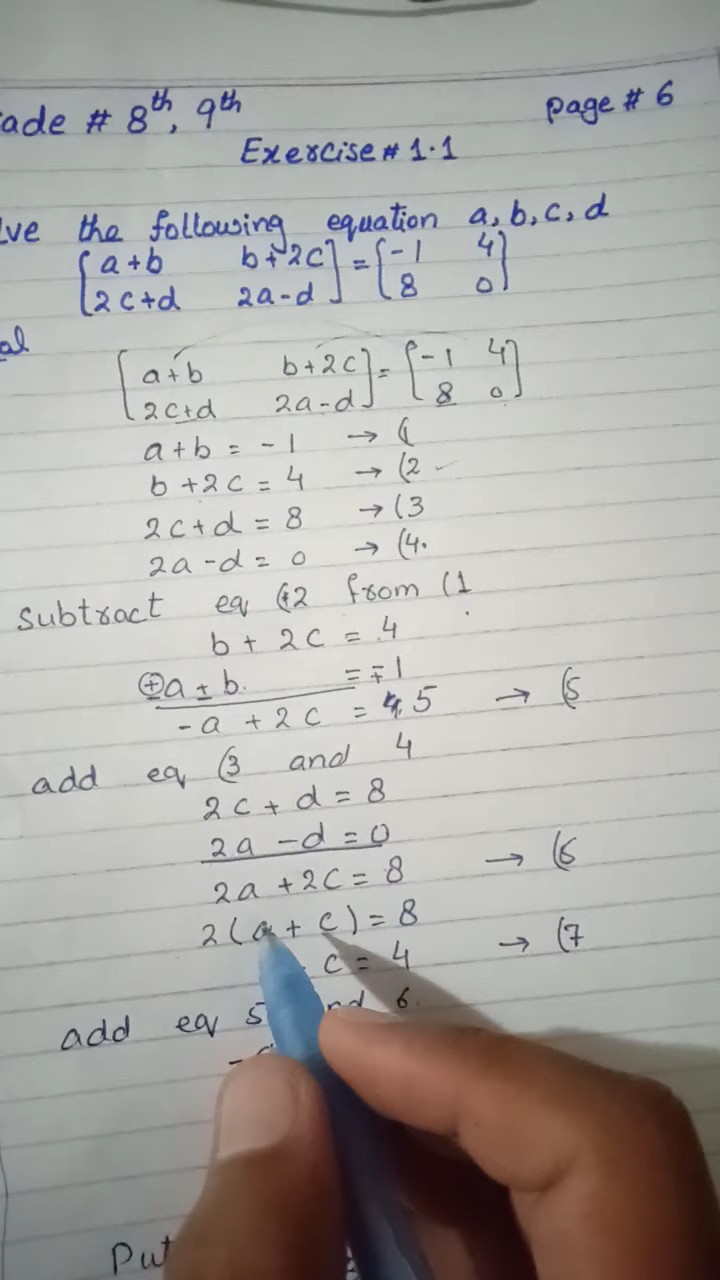 ade # 8th, 9th page # 6
Exercise # 1.1
lve the following equation a, b, c, d
[a+b b+2c] = [-1 4]
[2c+d 2a-d] [8 0]
al
[a+b b+2c] = [-1 4]
[2c+d 2a-d] [8 0]
a+b = -1 → (1
b+2c = 4 → (2
2c+d = 8 → (3
2a-d = 0 → (4.
subtract eq (2 from (1
b + 2c = 4
± a ± b = ∓1
-a + 2c = 5 → (5
add eq (3 and 4
2c + d = 8
2a - d = 0
2a + 2c = 8 → (6
2(a + c) = 8
c = 4 → (7
add eq 5 nd 6.
-
Put